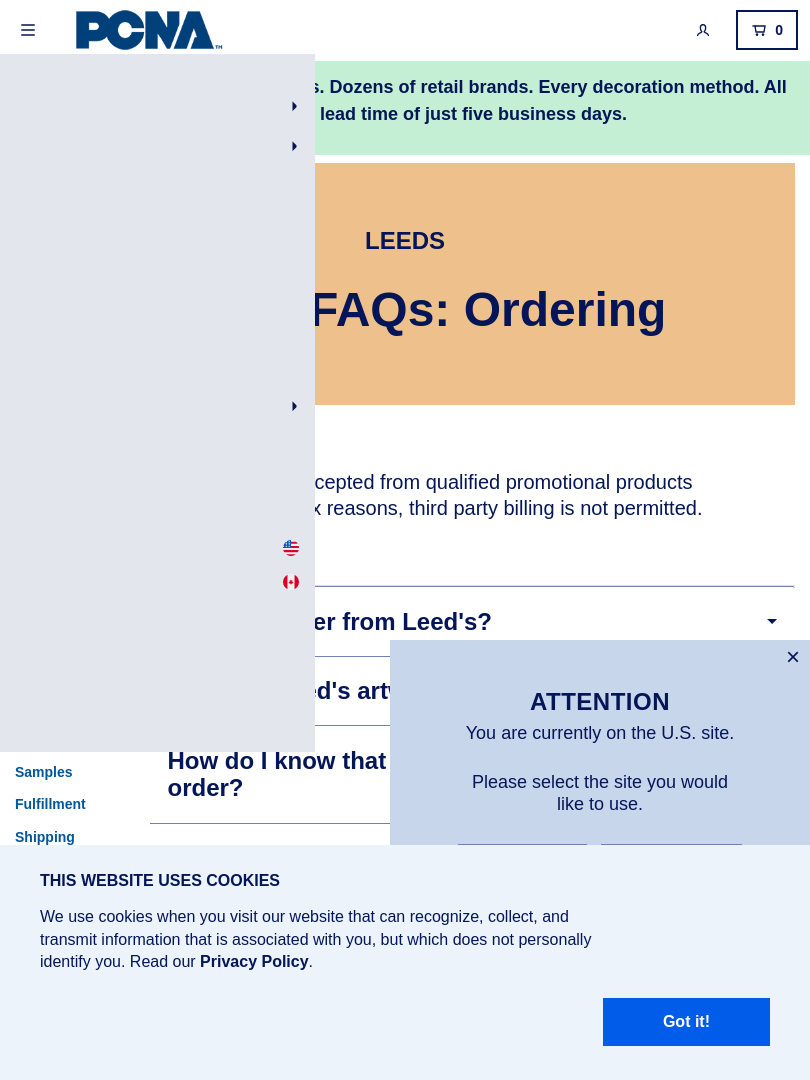 PCNA™
0
. Dozens of retail brands. Every decoration method. All
lead time of just five business days.
LEEDS
FAQs: Ordering
cepted from qualified promotional products
reasons, third party billing is not permitted.
er from Leed's?
ed's
How do I know that
order?
Samples
Fulfillment
Shipping
×
ATTENTION
You are currently on the U.S. site.
Please select the site you would
like to use.
THIS WEBSITE USES COOKIES
We use cookies when you visit our website that can recognize, collect, and
transmit information that is associated with you, but which does not personally
identify you. Read our Privacy Policy.
Got it!